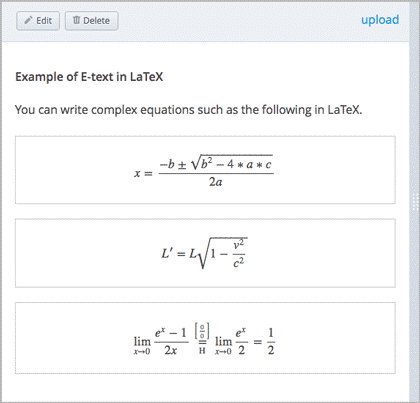 Edit Delete upload
Example of E-text in LaTeX
You can write complex equations such as the following in LaTeX.
x = \frac{-b \pm \sqrt{b^2 - 4 * a * c}}{2a}
L' = L\sqrt{1 - \frac{v^2}{c^2}}
\lim_{x \to 0} \frac{e^x - 1}{2x} \overset{\left[\frac{0}{0}\right]}{\underset{\mathrm{H}}{=}} \lim_{x \to 0} \frac{e^x}{2} = \frac{1}{2}